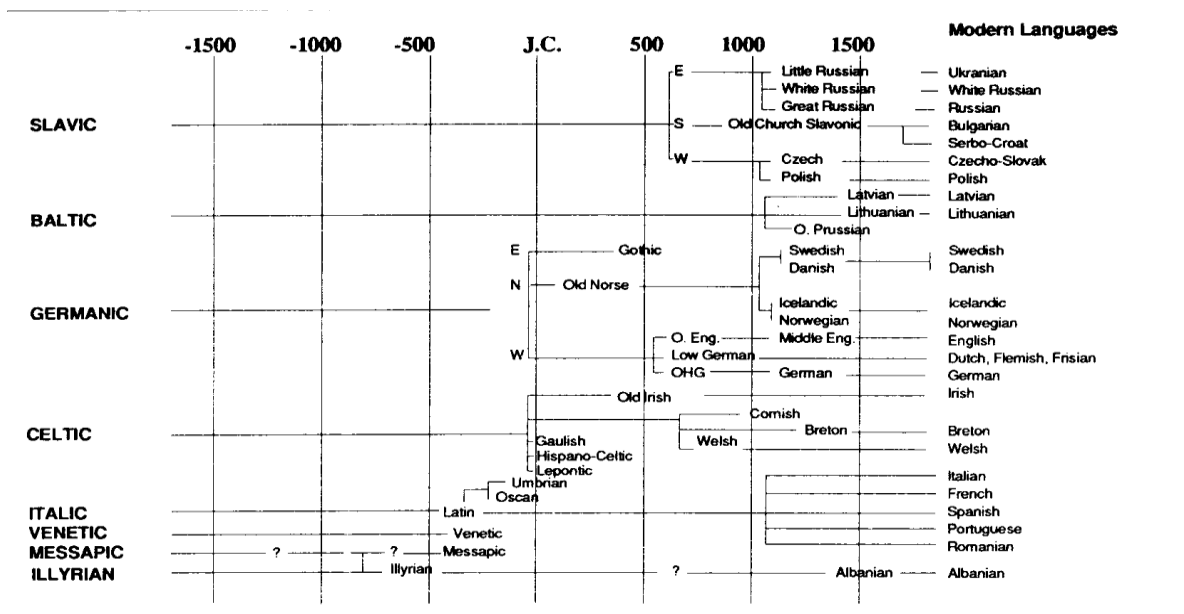 Modern Languages
-1500 -1000 -500 J.C. 500 1000 1500
E Little Russian Ukranian
White Russian White Russian
Great Russian Russian
SLAVIC S Old Church Slavonic Bulgarian
Serbo-Croat
W Czech Czecho-Slovak
Polish Polish
Latvian Latvian
BALTIC Lithuanian Lithuanian
O. Prussian
E Gothic Swedish Swedish
Danish Danish
N Old Norse
Icelandic Icelandic
GERMANIC Norwegian Norwegian
O. Eng. Middle Eng. English
W Low German Dutch, Flemish, Frisian
OHG German German
Old Irish Irish
Cornish
CELTIC Breton Breton
Gaulish Welsh Welsh
Hispano-Celtic
Lepontic
Italian
Umbrian
Oscan French
ITALIC Latin Spanish
VENETIC Venetic Portuguese
MESSAPIC ? ? Messapic Romanian
ILLYRIAN Illyrian ? Albanian Albanian